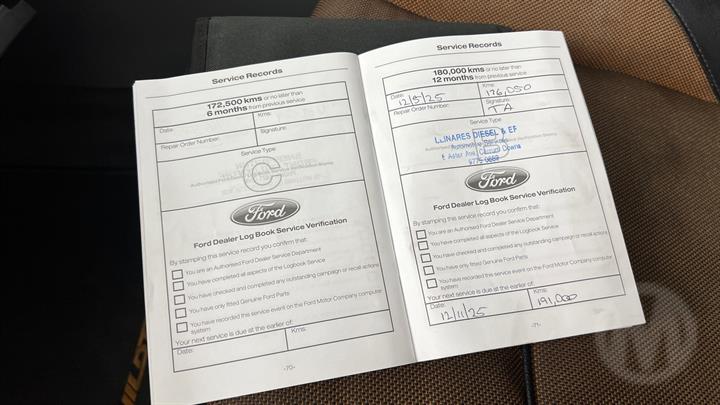 Service Records
172,500 kms or no later than
6 months from previous service
Date:
Kms:
Repair Order Number:
Signature:
Service Type
Ford
Ford Dealer Log Book Service Verification
By stamping this service record you confirm that:
You are an Authorised Ford Dealer Service Department
You have completed all aspects of the Logbook Service
You have checked and completed any outstanding campaign or recall actions
You have only fitted Genuine Ford Parts
You have recorded this service event on the Ford Motor Company computer
system
Your next service is due at the earlier of:
Date:
Kms:
-70-
Service Records
180,000 kms or no later than
12 months from previous service
Date:
12/5/25
Kms:
176,050
Repair Order Number:
Signature:
TA
Service Type
LLINARES DIESEL & EF
Automotive
Aster Ave Carrum Downs
Ford
Ford Dealer Log Book Service Verification
By stamping this service record you confirm that:
You are an Authorised Ford Dealer Service Department
You have completed all aspects of the Logbook Service
You have checked and completed any outstanding campaign or recall actions
You have only fitted Genuine Ford Parts
You have recorded this service event on the Ford Motor Company computer
system
Your next service is due at the earlier of:
Date:
12/11/25
Kms:
191,000
-71-